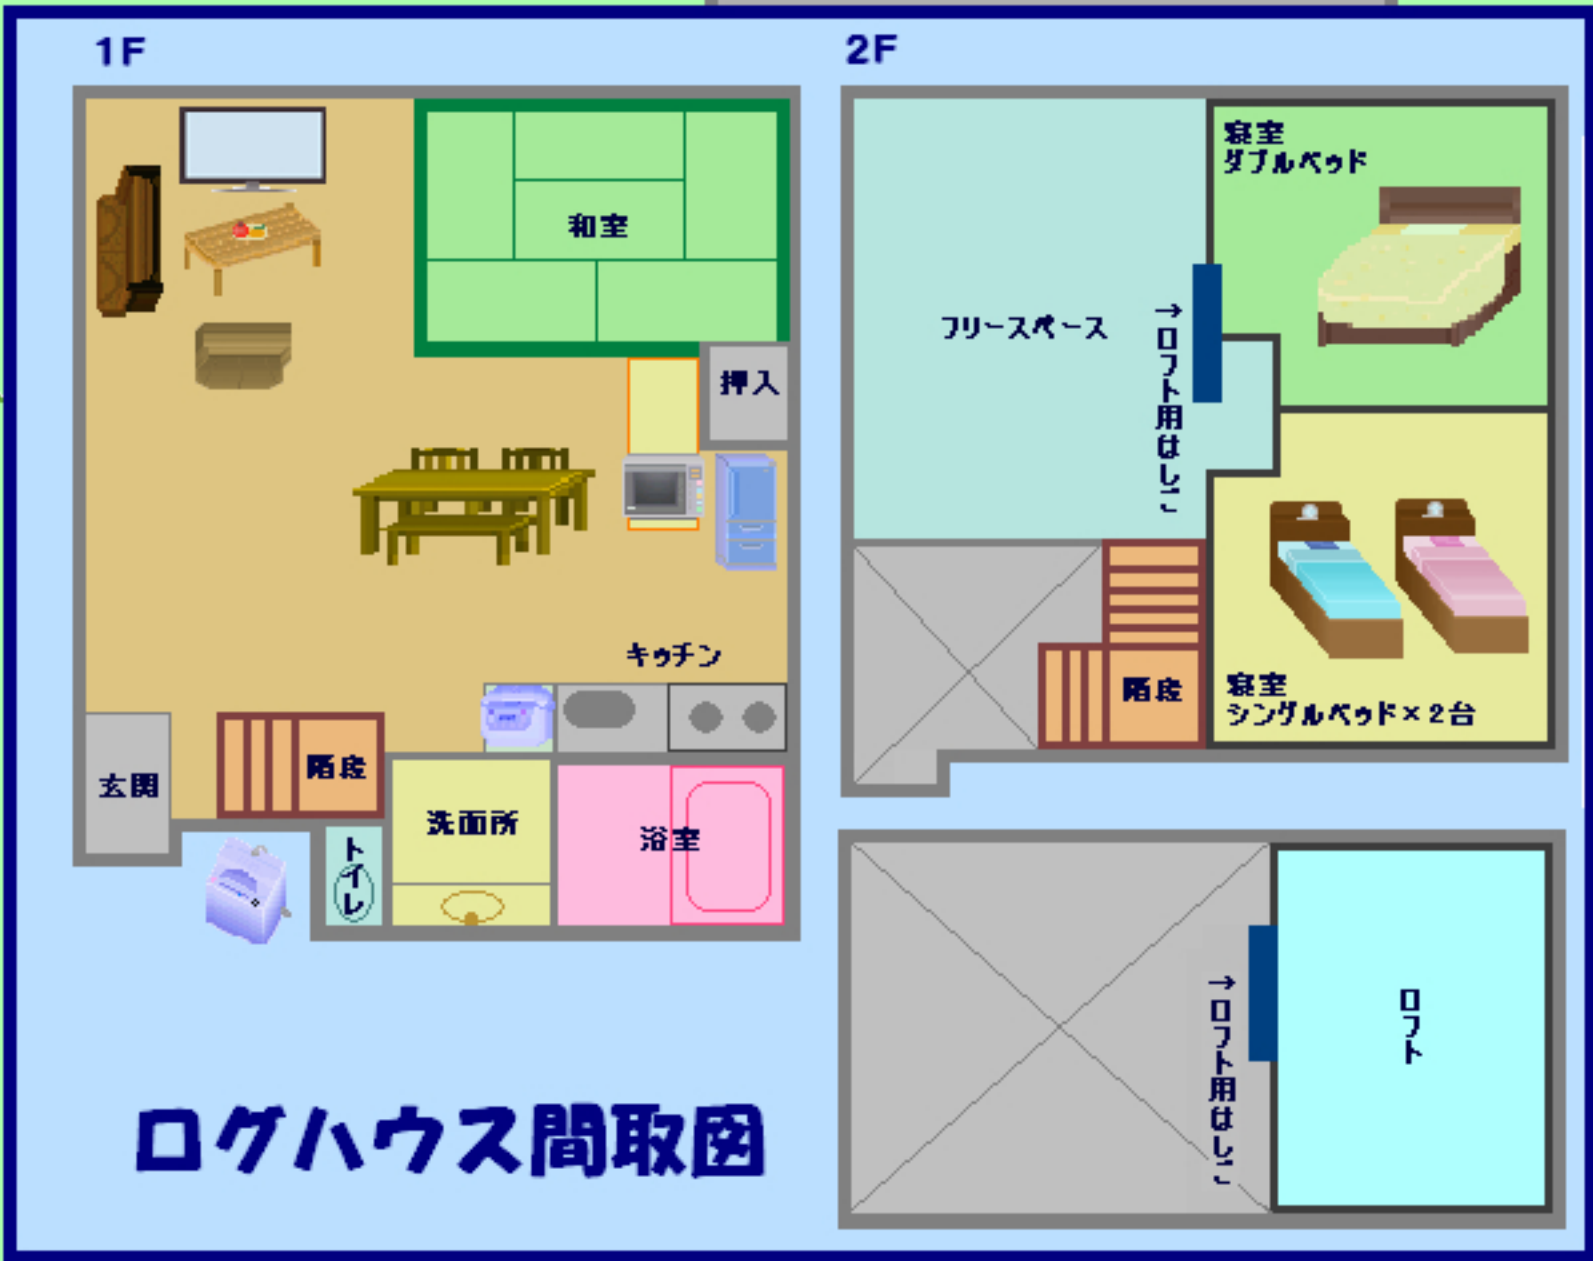 1F
和室
押入
キッチン
玄関
階段
トイレ
洗面所
浴室
ログハウス間取図
2F
寝室
ダブルベッド
フリースペース
→ロフト用はしご
階段
寝室
シングルベッド×2台
→ロフト用はしご
ロフト